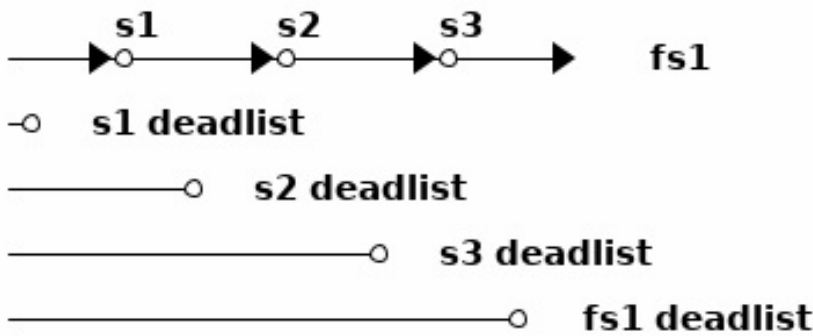 s1 s2 s3
fs1
s1 deadlist
s2 deadlist
s3 deadlist
fs1 deadlist